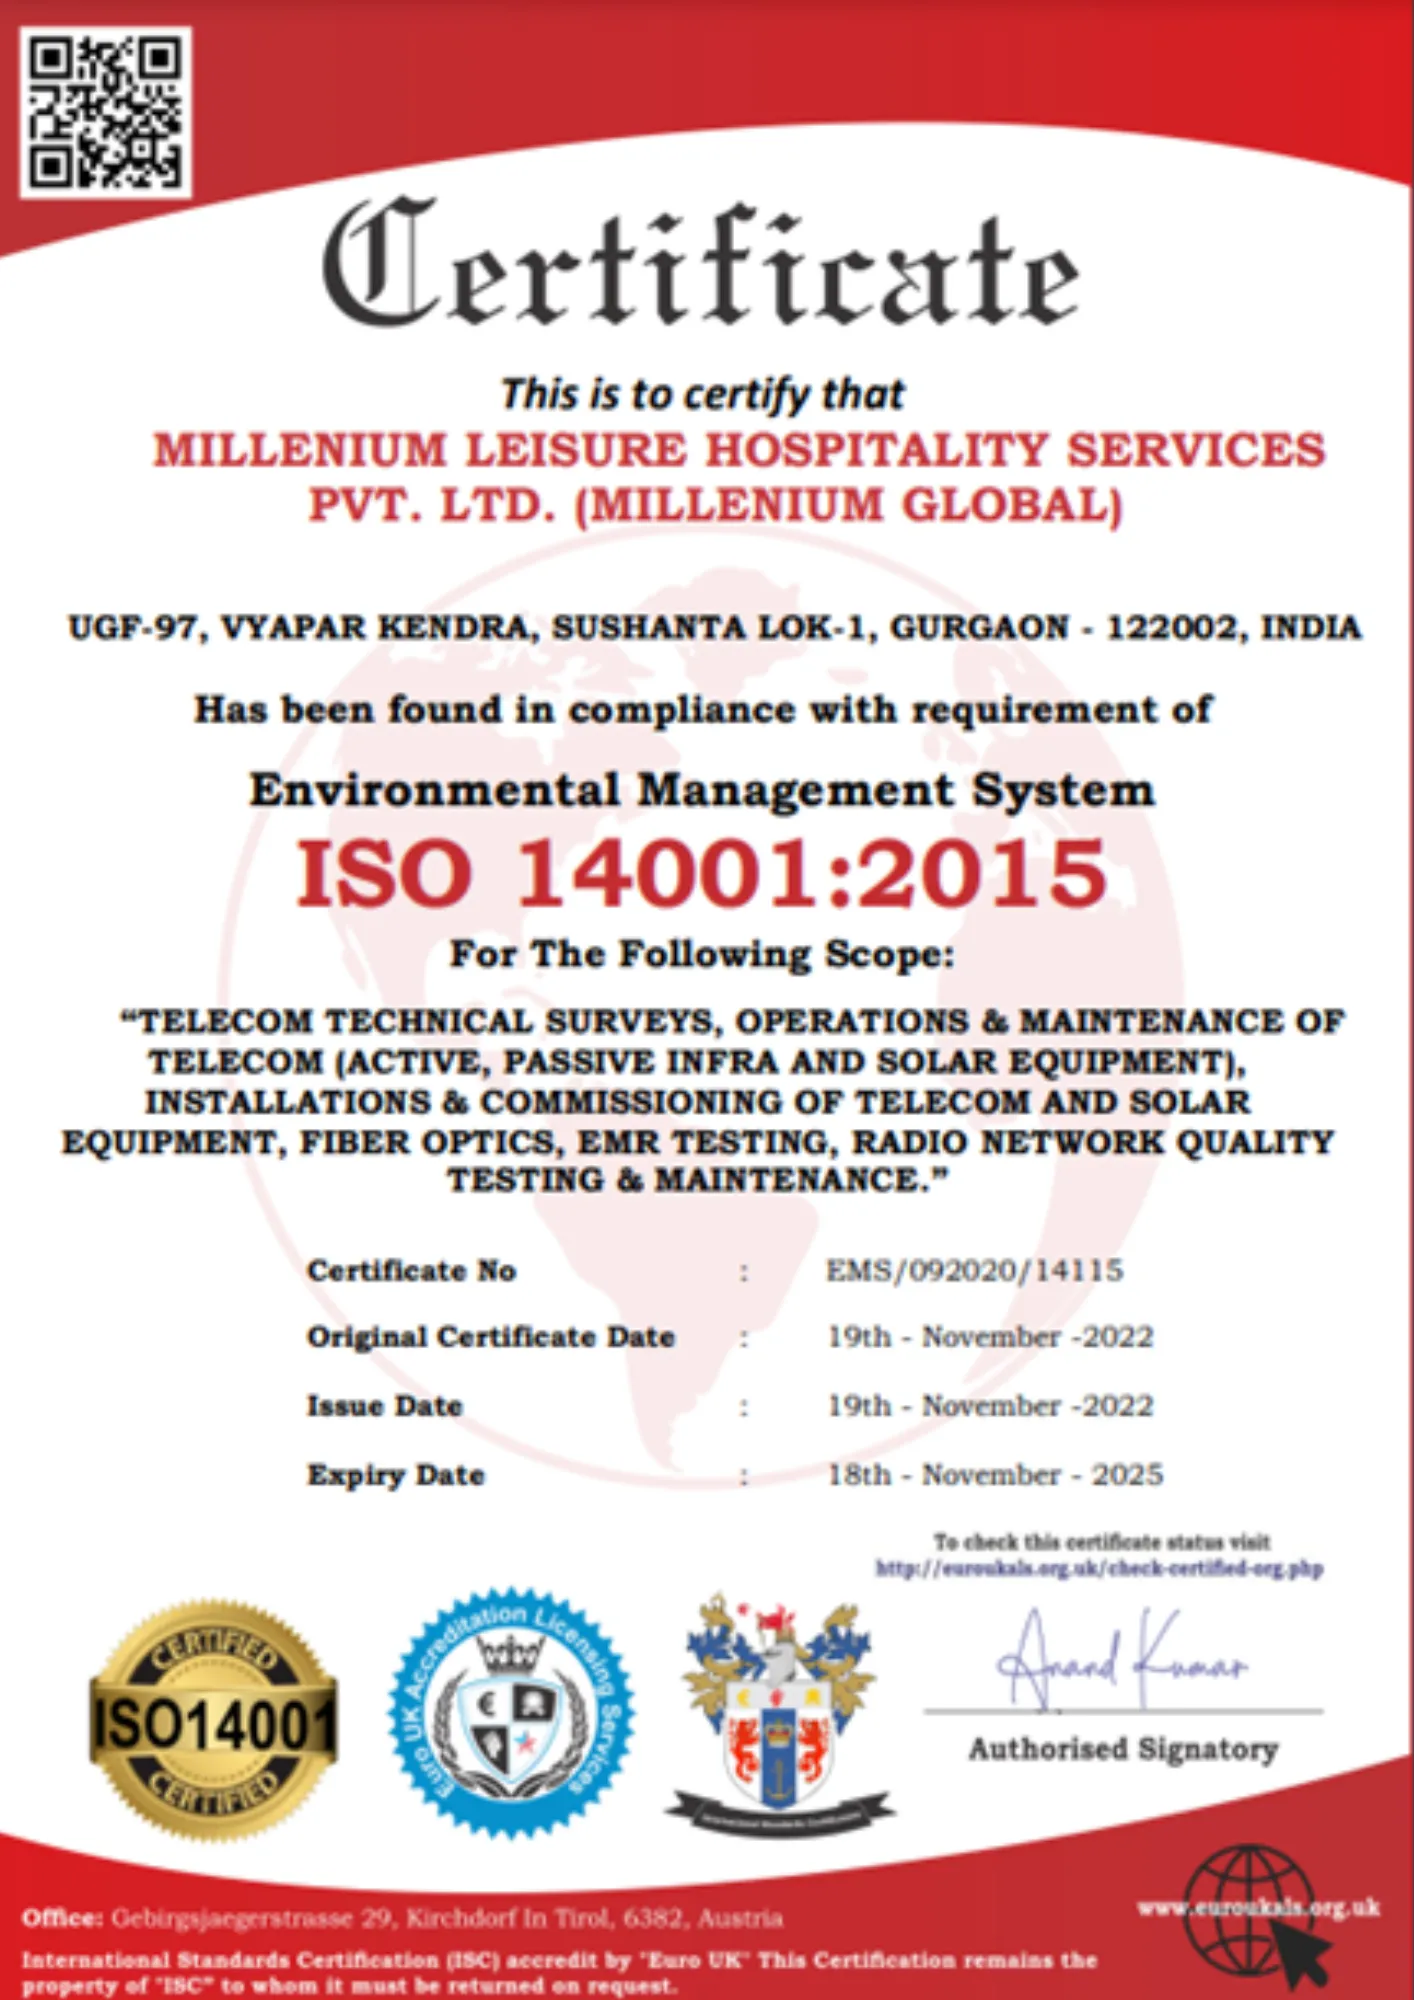 Certificate
This is to certify that
MILLENIUM LEISURE HOSPITALITY SERVICES
PVT. LTD. (MILLENIUM GLOBAL)
UGF-97, VYAPAR KENDRA, SUSHANTA LOK-1, GURGAON - 122002, INDIA
Has been found in compliance with requirement of
Environmental Management System
ISO 14001:2015
For The Following Scope:
“TELECOM TECHNICAL SURVEYS, OPERATIONS & MAINTENANCE OF
TELECOM (ACTIVE, PASSIVE INFRA AND SOLAR EQUIPMENT),
INSTALLATIONS & COMMISSIONING OF TELECOM AND SOLAR
EQUIPMENT, FIBER OPTICS, EMR TESTING, RADIO NETWORK QUALITY
TESTING & MAINTENANCE.”
Certificate No : EMS/092020/14115
Original Certificate Date : 19th - November -2022
Issue Date : 19th - November -2022
Expiry Date : 18th - November - 2025
To check this certificate status visit
http://euroukals.org.uk/check-certified-org.php
CERTIFIED
ISO14001
CERTIFIED
Euro UK Accreditation Licensing Services
International Standards Certification
Anand Kumar
Authorised Signatory
www.euroukals.org.uk
Office: Gebirgsjaegerstrasse 29, Kirchdorf In Tirol, 6382, Austria
International Standards Certification (ISC) accredit by "Euro UK" This Certification remains the
property of "ISC" to whom it must be returned on request.